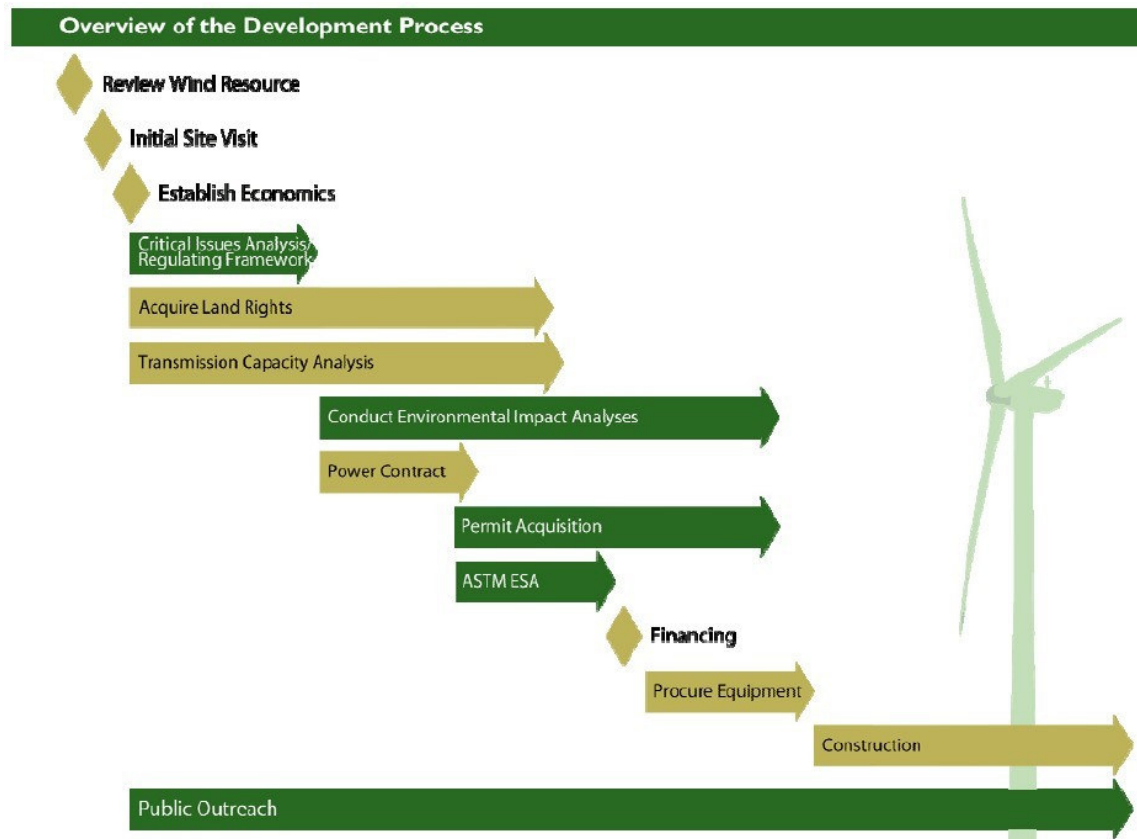 Overview of the Development Process
Review Wind Resource
Initial Site Visit
Establish Economics
Critical Issues Analysis/
Regulating Framework
Acquire Land Rights
Transmission Capacity Analysis
Conduct Environmental Impact Analyses
Power Contract
Permit Acquisition
ASTM ESA
Financing
Procure Equipment
Construction
Public Outreach